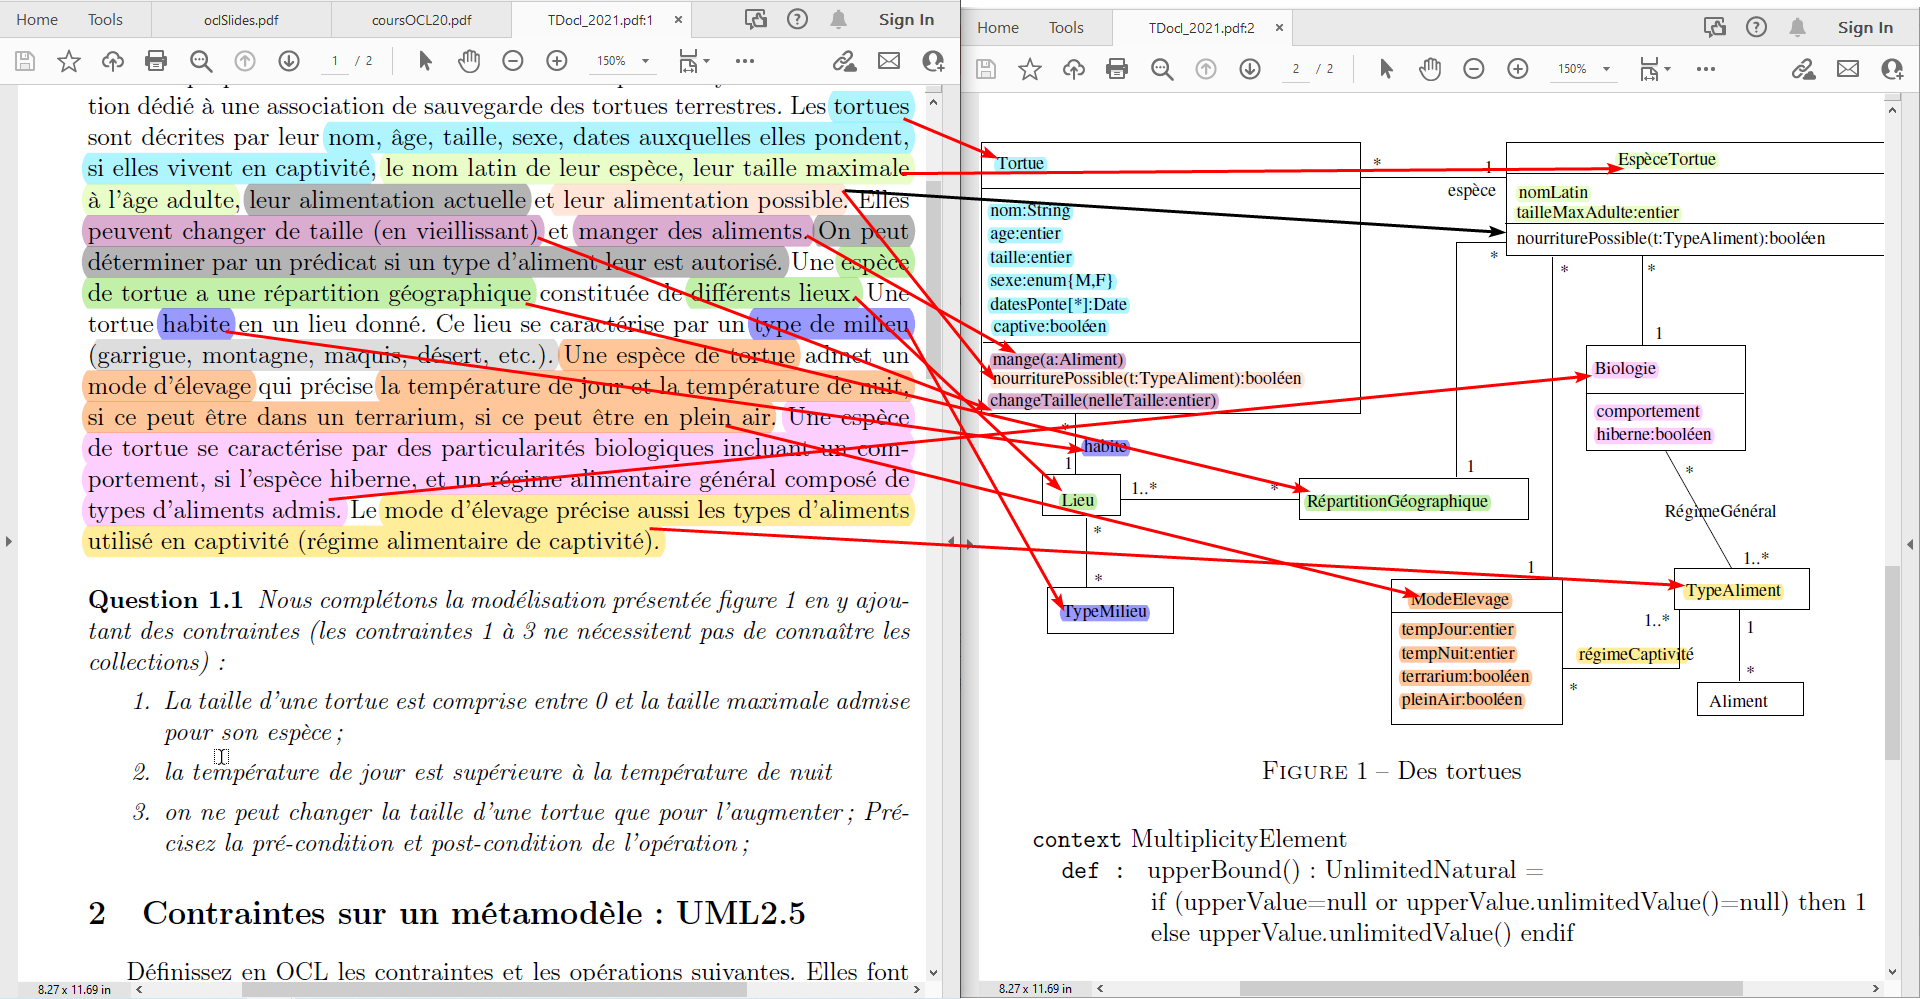 Home Tools oclSlides.pdf coursOCL20.pdf TDocl_2021.pdf:1 × Sign In
1 / 2 150%
tion dédié à une association de sauvegarde des tortues terrestres. Les tortues
sont décrites par leur nom, âge, taille, sexe, dates auxquelles elles pondent,
si elles vivent en captivité, le nom latin de leur espèce, leur taille maximale
à l'âge adulte, leur alimentation actuelle et leur alimentation possible. Elles
peuvent changer de taille (en vieillissant) et manger des aliments. On peut
déterminer par un prédicat si un type d'aliment leur est autorisé. Une espèce
de tortue a une répartition géographique constituée de différents lieux. Une
tortue habite en un lieu donné. Ce lieu se caractérise par un type de milieu
(garrigue, montagne, maquis, désert, etc.). Une espèce de tortue admet un
mode d'élevage qui précise la température de jour et la température de nuit,
si ce peut être dans un terrarium, si ce peut être en plein air. Une espèce
de tortue se caractérise par des particularités biologiques incluant un com-
portement, si l'espèce hiberne, et un régime alimentaire général composé de
types d'aliments admis. Le mode d'élevage précise aussi les types d'aliments
utilisé en captivité (régime alimentaire de captivité).
Question 1.1 Nous complétons la modélisation présentée figure 1 en y ajou-
tant des contraintes (les contraintes 1 à 3 ne nécessitent pas de connaître les
collections) :
1. La taille d'une tortue est comprise entre 0 et la taille maximale admise
pour son espèce ;
2. la température de jour est supérieure à la température de nuit
3. on ne peut changer la taille d'une tortue que pour l'augmenter ; Pré-
cisez la pré-condition et post-condition de l'opération ;
2 Contraintes sur un métamodèle : UML2.5
Définissez en OCL les contraintes et les opérations suivantes. Elles font
8.27 x 11.69 in
Home Tools TDocl_2021.pdf:2 × Sign In
2 / 2 150%
Tortue
nom:String
age:entier
taille:entier
sexe:enum{M,F}
datesPonte[*]:Date
captive:booléen
mange(a:Aliment)
nourriturePossible(t:TypeAliment):booléen
changeTaille(nelleTaille:entier)
* 1
espèce
EspèceTortue
nomLatin
tailleMaxAdulte:entier
nourriturePossible(t:TypeAliment):booléen
* * *
1
Biologie
comportement
hiberne:booléen
*
habite
1
1
Lieu
1..* *
RépartitionGéographique
*
RégimeGénéral
*
1..*
*
*
TypeMilieu
1
ModeElevage
tempJour:entier
tempNuit:entier
terrarium:booléen
pleinAir:booléen
TypeAliment
1..* 1
régimeCaptivité
* *
Aliment
FIGURE 1 – Des tortues
context MultiplicityElement
def : upperBound() : UnlimitedNatural =
if (upperValue=null or upperValue.unlimitedValue()=null) then 1
else upperValue.unlimitedValue() endif
8.27 x 11.69 in